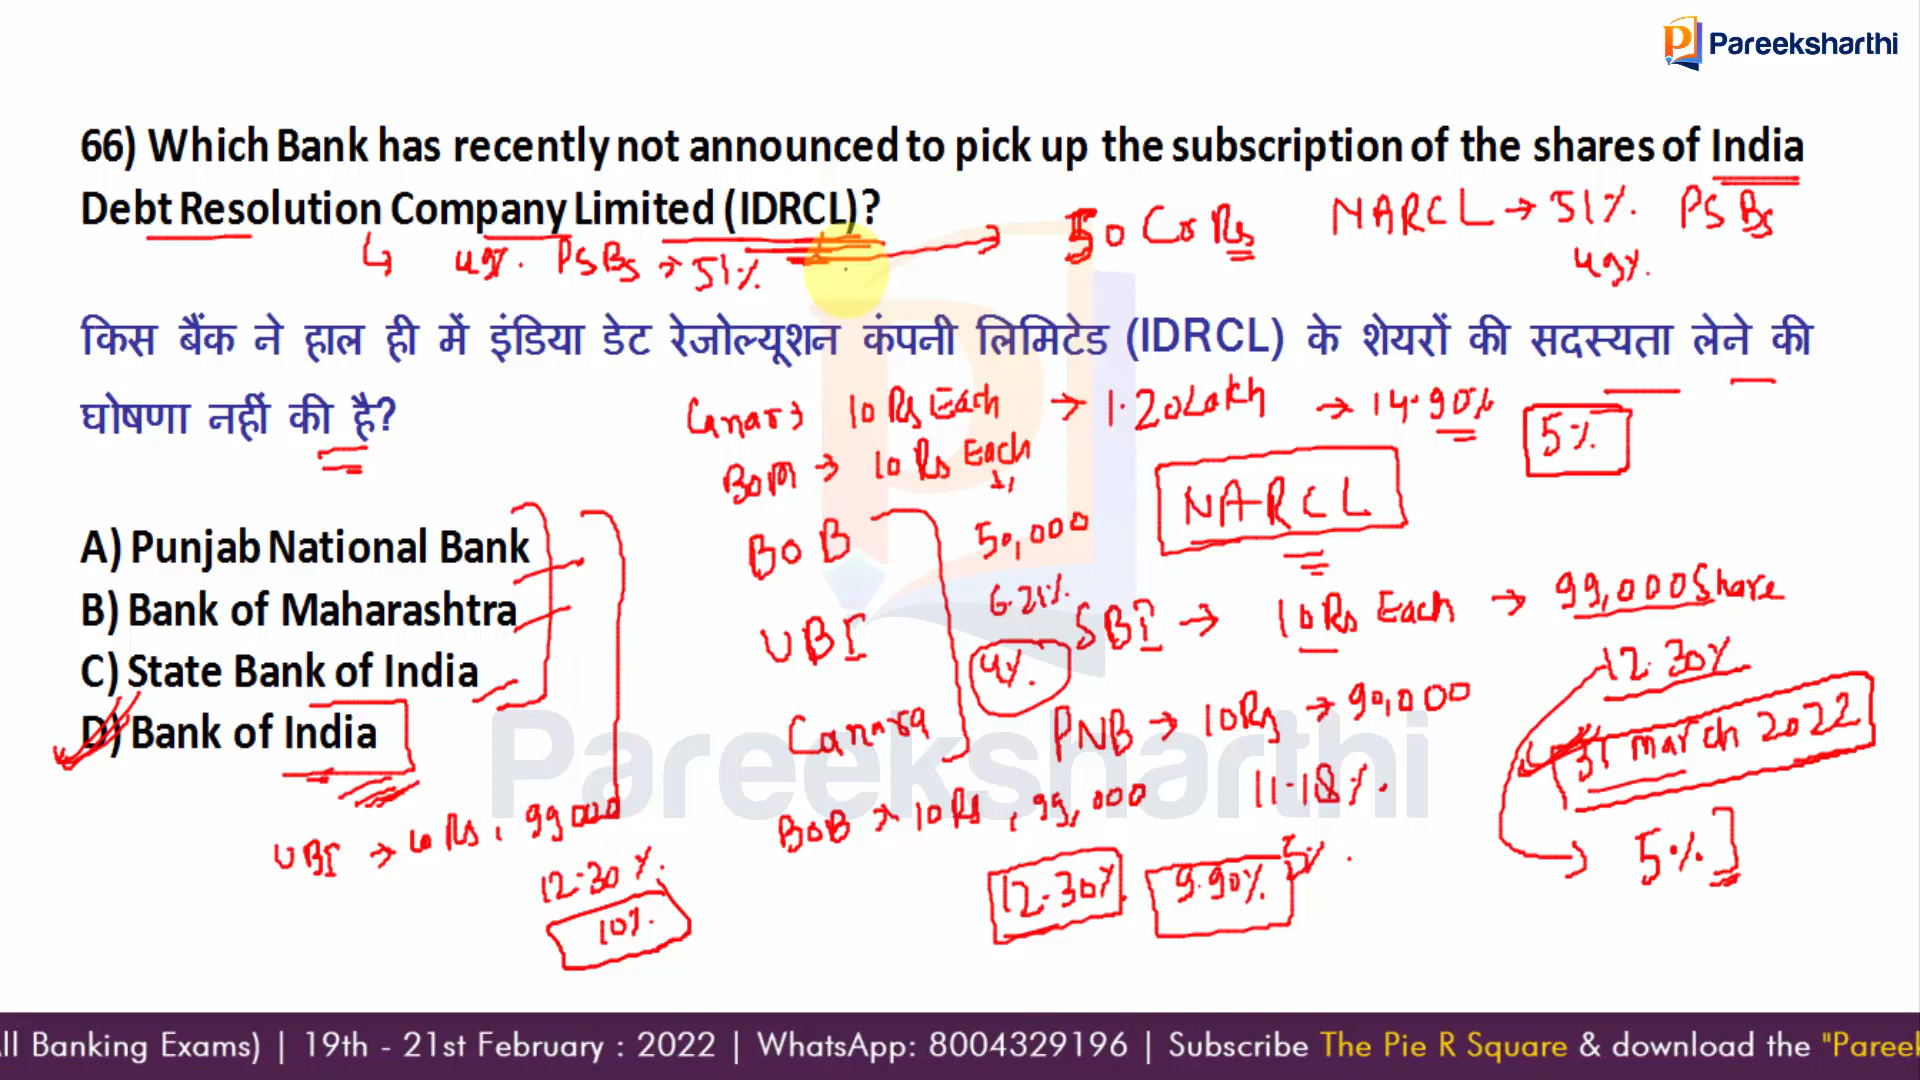 Pareeksharthi
66) Which Bank has recently not announced to pick up the subscription of the shares of India
Debt Resolution Company Limited (IDRCL)?
50 Cr Rs
NARCL → 51% PSBs
49%
49%. PSBs → 51%
किस बैंक ने हाल ही में इंडिया डेट रेजोल्यूशन कंपनी लिमिटेड (IDRCL) के शेयरों की सदस्यता लेने की
घोषणा नहीं की है?
10 Rs Each → 1.20 Lakh → 14.90%
5%
BOM → 10 Rs Each
NARCL
A) Punjab National Bank
BOB
50,000
B) Bank of Maharashtra
6.21%
UBI
4%
SBI → 10 Rs Each → 99,000 Share
C) State Bank of India
12.30%
D) Bank of India
Canara
PNB → 10 Rs → 90,000
31 March 2022
11.18%.
UBI → 10 Rs, 99000
BOB → 10 Rs, 99,000
5%.
5%]
12.30%.
12.30%
9.90%
10%.
Pareeksharthi
ll Banking Exams) | 19th - 21st February : 2022 | WhatsApp: 8004329196 | Subscribe The Pie R Square & download the "Pareek